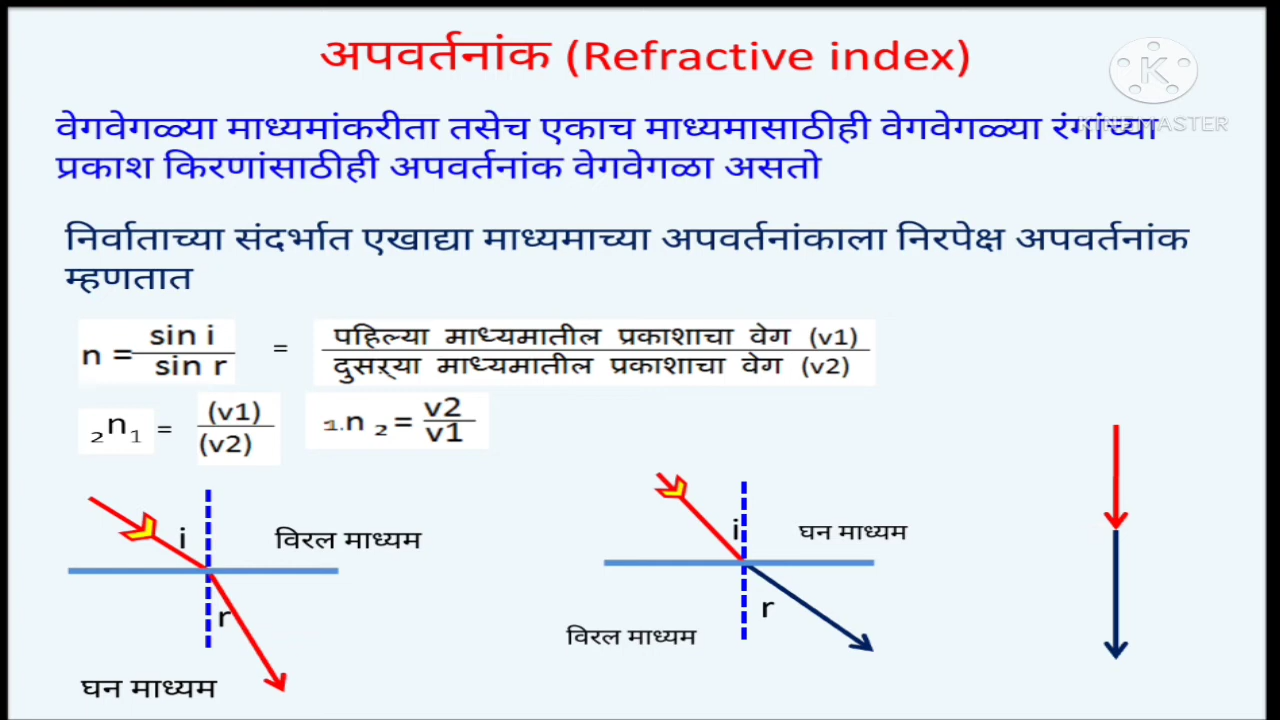 अपवर्तनांक (Refractive index)
K
KINEMASTER
वेगवेगळ्या माध्यमांकरीता तसेच एकाच माध्यमासाठीही वेगवेगळ्या रंगांच्या
प्रकाश किरणांसाठीही अपवर्तनांक वेगवेगळा असतो
निर्वाताच्या संदर्भात एखाद्या माध्यमाच्या अपवर्तनांकाला निरपेक्ष अपवर्तनांक
म्हणतात
n = sin i / sin r = पहिल्या माध्यमातील प्रकाशाचा वेग (v1) / दुसऱ्या माध्यमातील प्रकाशाचा वेग (v2)
₂n₁ = (v1) / (v2) ₁.n ₂ = v2 / v1
i विरल माध्यम
r
घन माध्यम
i घन माध्यम
r
विरल माध्यम